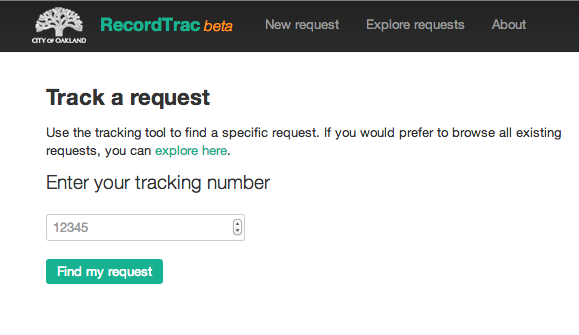 CITY OF OAKLAND
RecordTrac beta
New request
Explore requests
About
Track a request
Use the tracking tool to find a specific request. If you would prefer to browse all existing
requests, you can explore here.
Enter your tracking number
12345
Find my request